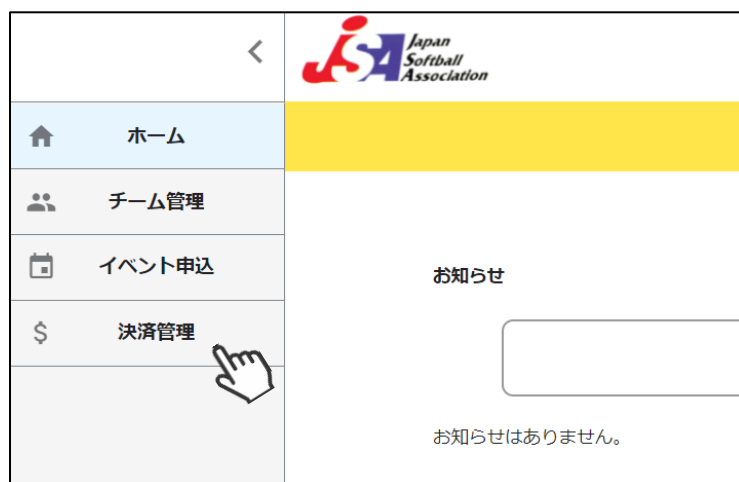 JSA
Japan
Softball
Association
ホーム
チーム管理
イベント申込
決済管理
お知らせ
お知らせはありません。